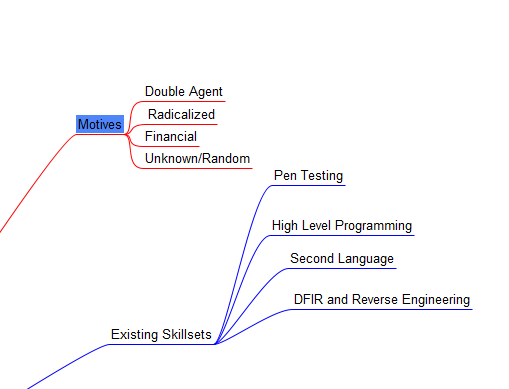 Motives
Double Agent
Radicalized
Financial
Unknown/Random
Existing Skillsets
Pen Testing
High Level Programming
Second Language
DFIR and Reverse Engineering